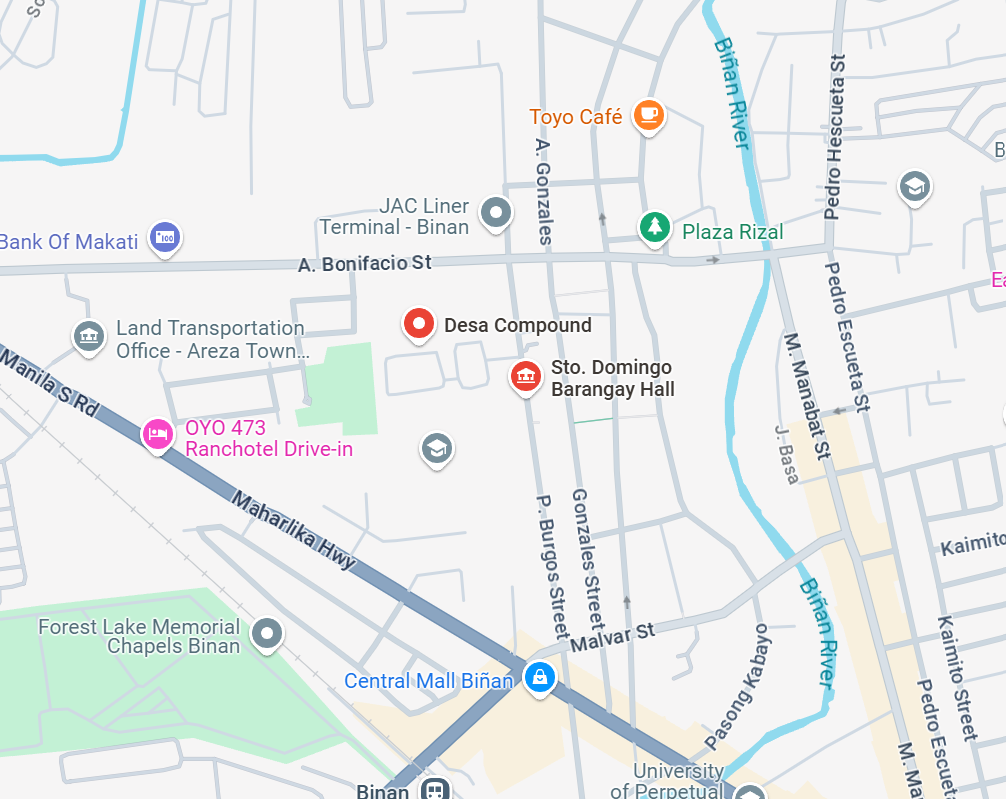 So
Biñan River
Toyo Café
Pedro Hescueta St
A. Gonzales
B
JAC Liner
Terminal - Binan
Plaza Rizal
Bank Of Makati
A. Bonifacio St
Ea
Land Transportation
Office - Areza Town...
Desa Compound
Pedro Escueta St
Sto. Domingo
Barangay Hall
M. Manabat St
Manila S Rd
OYO 473
Ranchotel Drive-in
J. Basa
Maharlika Hwy
P. Burgos Street
Gonzales Street
Kaimito
Biñan River
Forest Lake Memorial
Chapels Binan
Malvar St
Kaimito Street
Pasong Kabayo
Central Mall Biñan
Pedro Escueta
M. Ma
University
of Perpetual
Binan